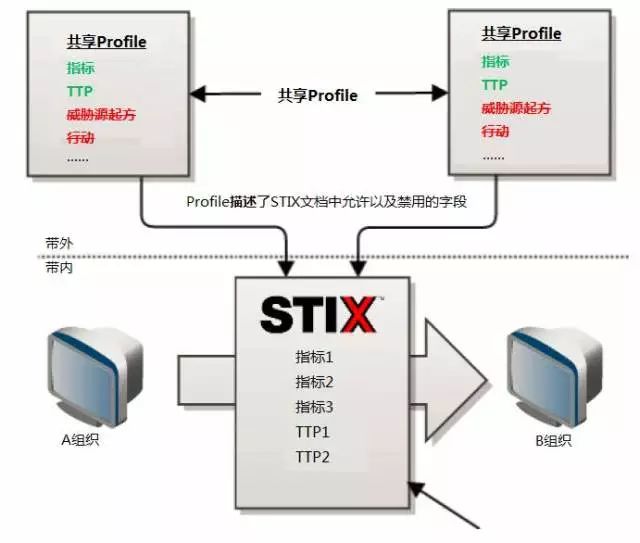 共享Profile
指标
TTP
威胁源起方
行动
......
共享Profile
共享Profile
指标
TTP
威胁源起方
行动
......
Profile描述了STIX文档中允许以及禁用的字段
带外
带内
STIX™
指标1
指标2
指标3
TTP1
TTP2
A组织
B组织